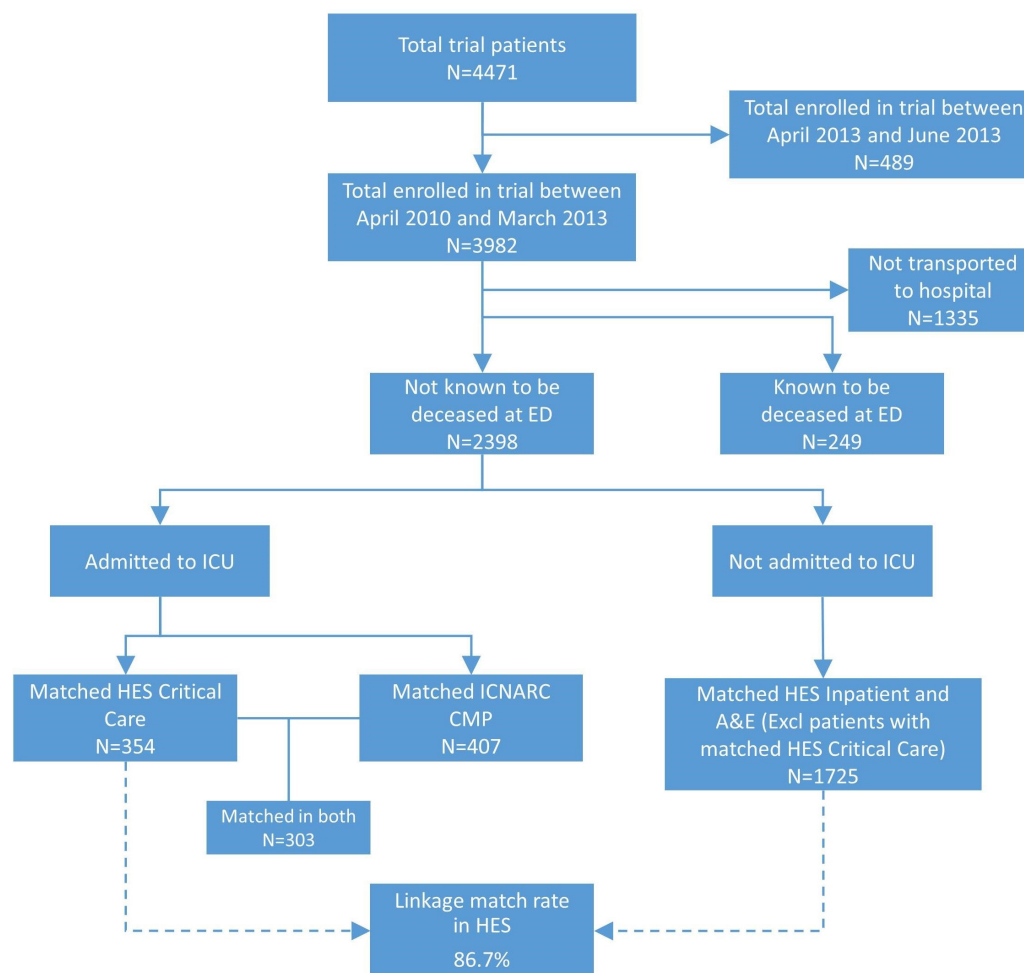 Total trial patients
N=4471
Total enrolled in trial between
April 2013 and June 2013
N=489
Total enrolled in trial between
April 2010 and March 2013
N=3982
Not transported
to hospital
N=1335
Not known to be
deceased at ED
N=2398
Known to be
deceased at ED
N=249
Admitted to ICU
Not admitted to ICU
Matched HES Critical
Care
N=354
Matched ICNARC
CMP
N=407
Matched HES Inpatient and
A&E (Excl patients with
matched HES Critical Care)
N=1725
Matched in both
N=303
Linkage match rate
in HES
86.7%